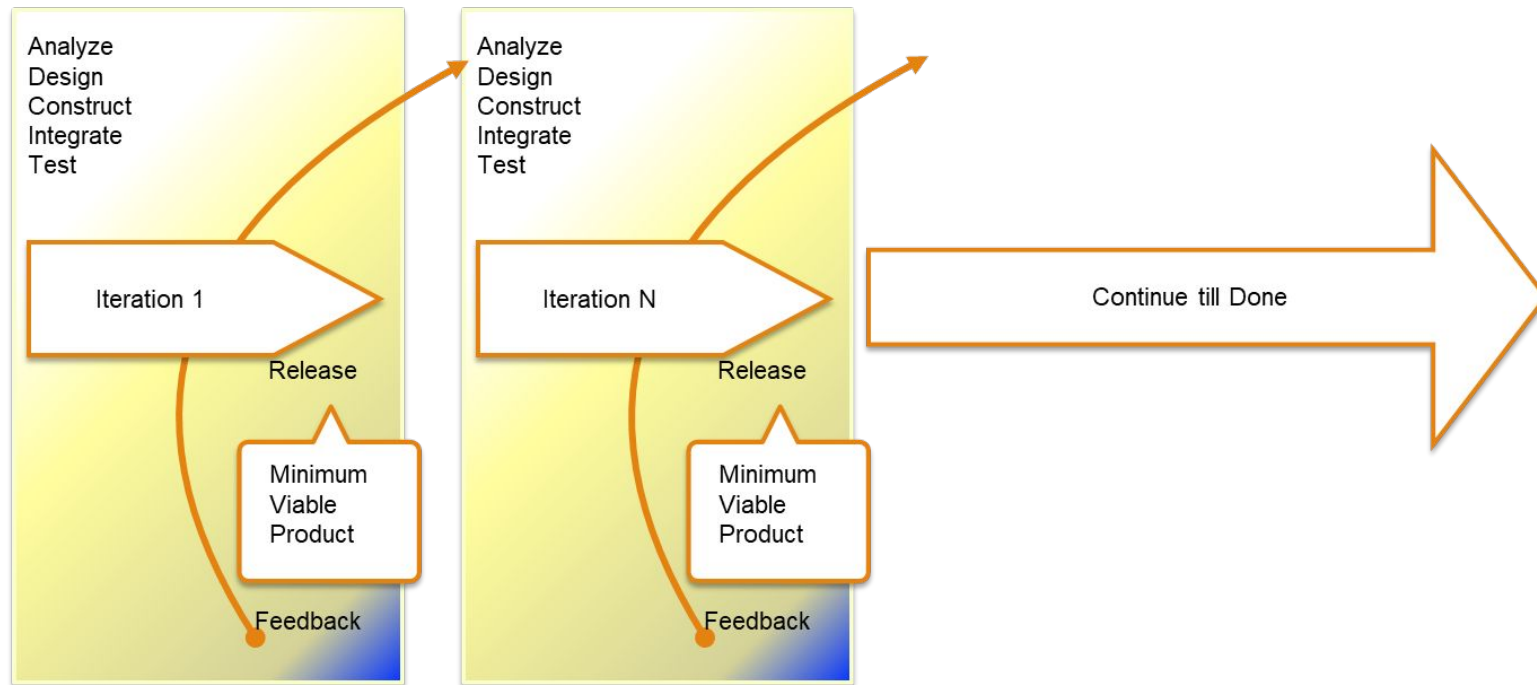 Analyze
Design
Construct
Integrate
Test
Iteration 1
Release
Minimum
Viable
Product
Feedback
Analyze
Design
Construct
Integrate
Test
Iteration N
Release
Minimum
Viable
Product
Feedback
Continue till Done